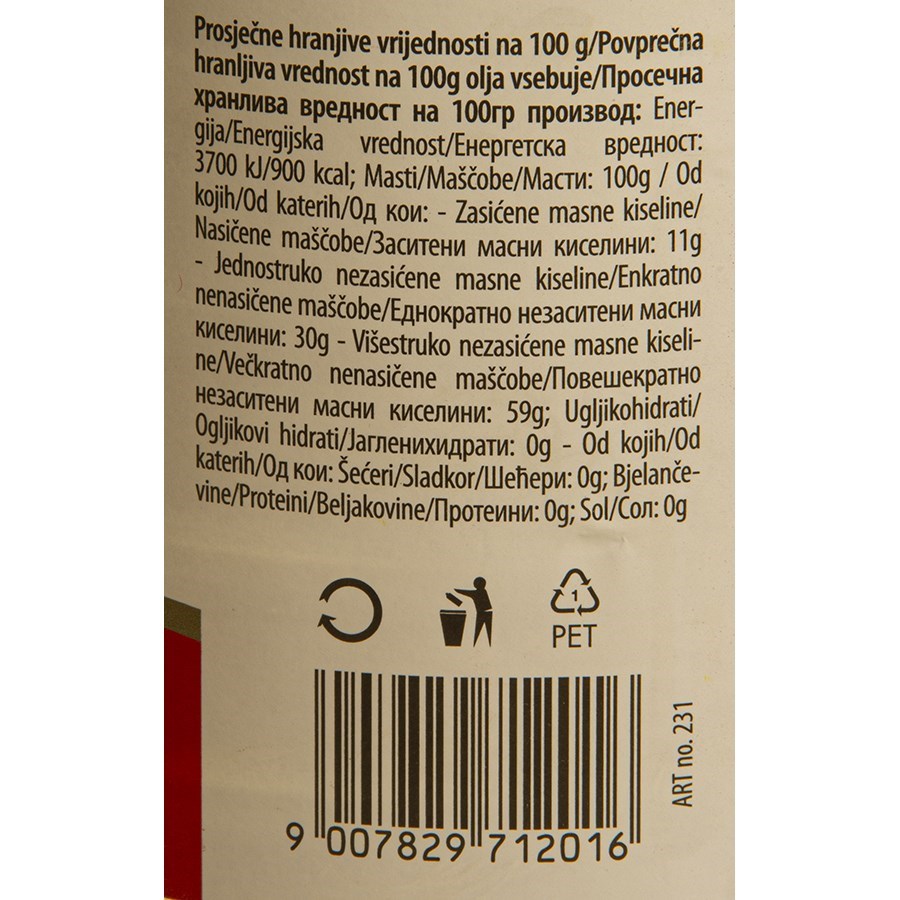 Prosječne hranjive vrijednosti na 100 g/Povprečna
hranljiva vrednost na 100g olja vsebuje/Просечна
хранлива вредност на 100гр производ: Ener-
gija/Energijska vrednost/Енергетска вредност:
3700 kJ/900 kcal; Masti/Maščobe/Масти: 100g / Od
kojih/Od katerih/Од кои: - Zasićene masne kiseline/
Nasičene maščobe/Заситени масни киселини: 11g
- Jednostruko nezasićene masne kiseline/Enkratno
nenasičene maščobe/Еднократно незаситени масни
киселини: 30g - Višestruko nezasićene masne kiseli-
ne/Večkratno nenasičene maščobe/Повешекратно
незаситени масни киселини: 59g; Ugljikohidrati/
Ogljikovi hidrati/Јагленихидрати: 0g - Od kojih/Od
katerih/Од кои: Šećeri/Sladkor/Шеђери: 0g; Bjelanče-
vine/Proteini/Beljakovine/Протеини: 0g; Sol/Сол: 0g
1
PET
ART no. 231
9 007829 712016